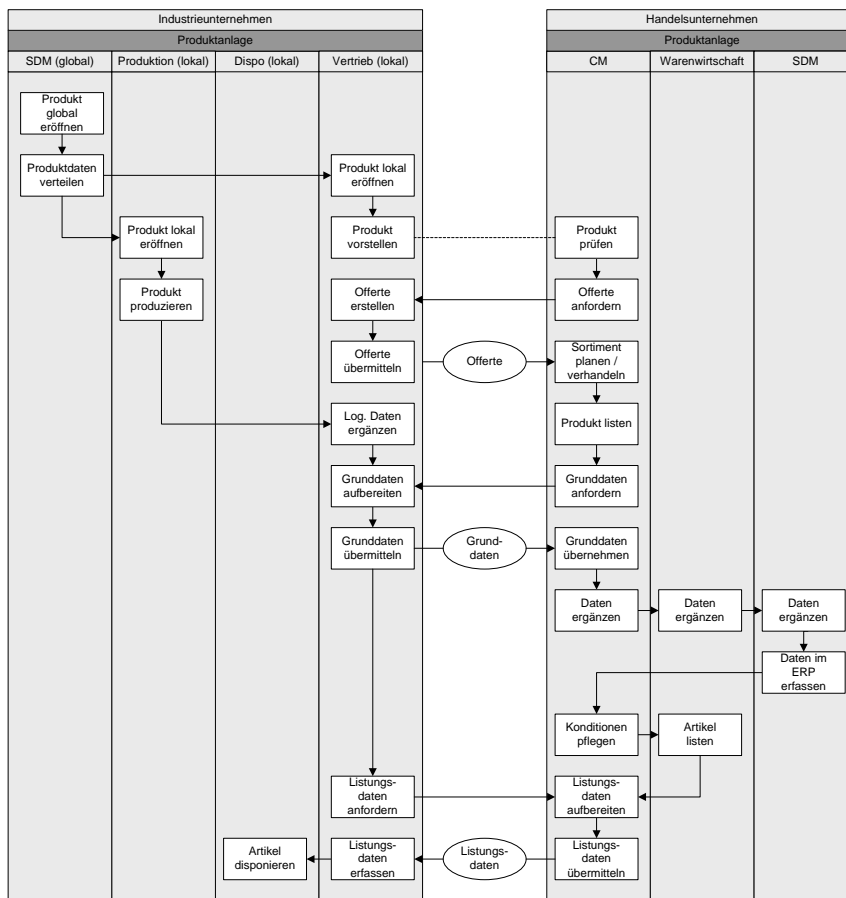 Industrieunternehmen
Handelsunternehmen
Produktanlage
Produktanlage
SDM (global)
Produktion (lokal)
Dispo (lokal)
Vertrieb (lokal)
CM
Warenwirtschaft
SDM
Produkt
global
eröffnen
Produktdaten
verteilen
Produkt lokal
eröffnen
Produkt lokal
eröffnen
Produkt
vorstellen
Produkt
prüfen
Produkt
produzieren
Offerte
erstellen
Offerte
anfordern
Offerte
übermitteln
Offerte
Sortiment
planen /
verhandeln
Log. Daten
ergänzen
Produkt listen
Grunddaten
aufbereiten
Grunddaten
anfordern
Grunddaten
übermitteln
Grund-
daten
Grunddaten
übernehmen
Daten
ergänzen
Daten
ergänzen
Daten
ergänzen
Daten im
ERP
erfassen
Konditionen
pflegen
Artikel
listen
Listungs-
daten
anfordern
Listungs-
daten
aufbereiten
Artikel
disponieren
Listungs-
daten
erfassen
Listungs-
daten
Listungs-
daten
übermitteln